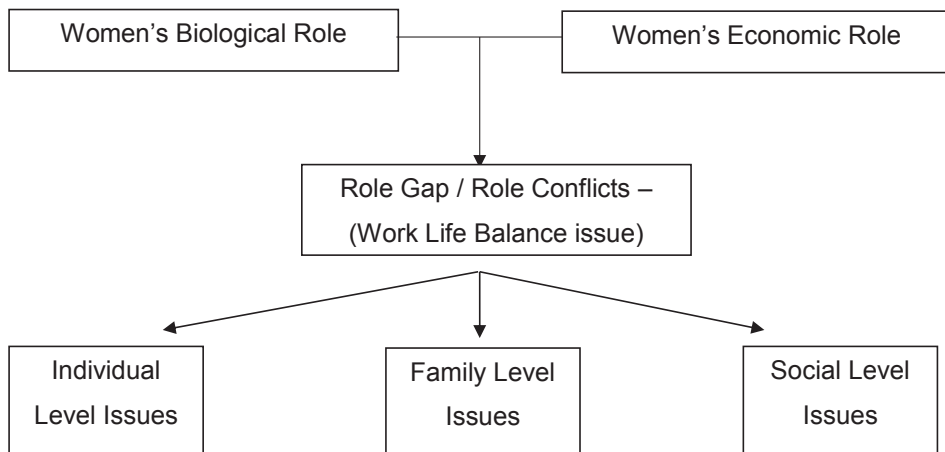 Women’s Biological Role
Women’s Economic Role
Role Gap / Role Conflicts –
(Work Life Balance issue)
Individual
Level Issues
Family Level
Issues
Social Level
Issues